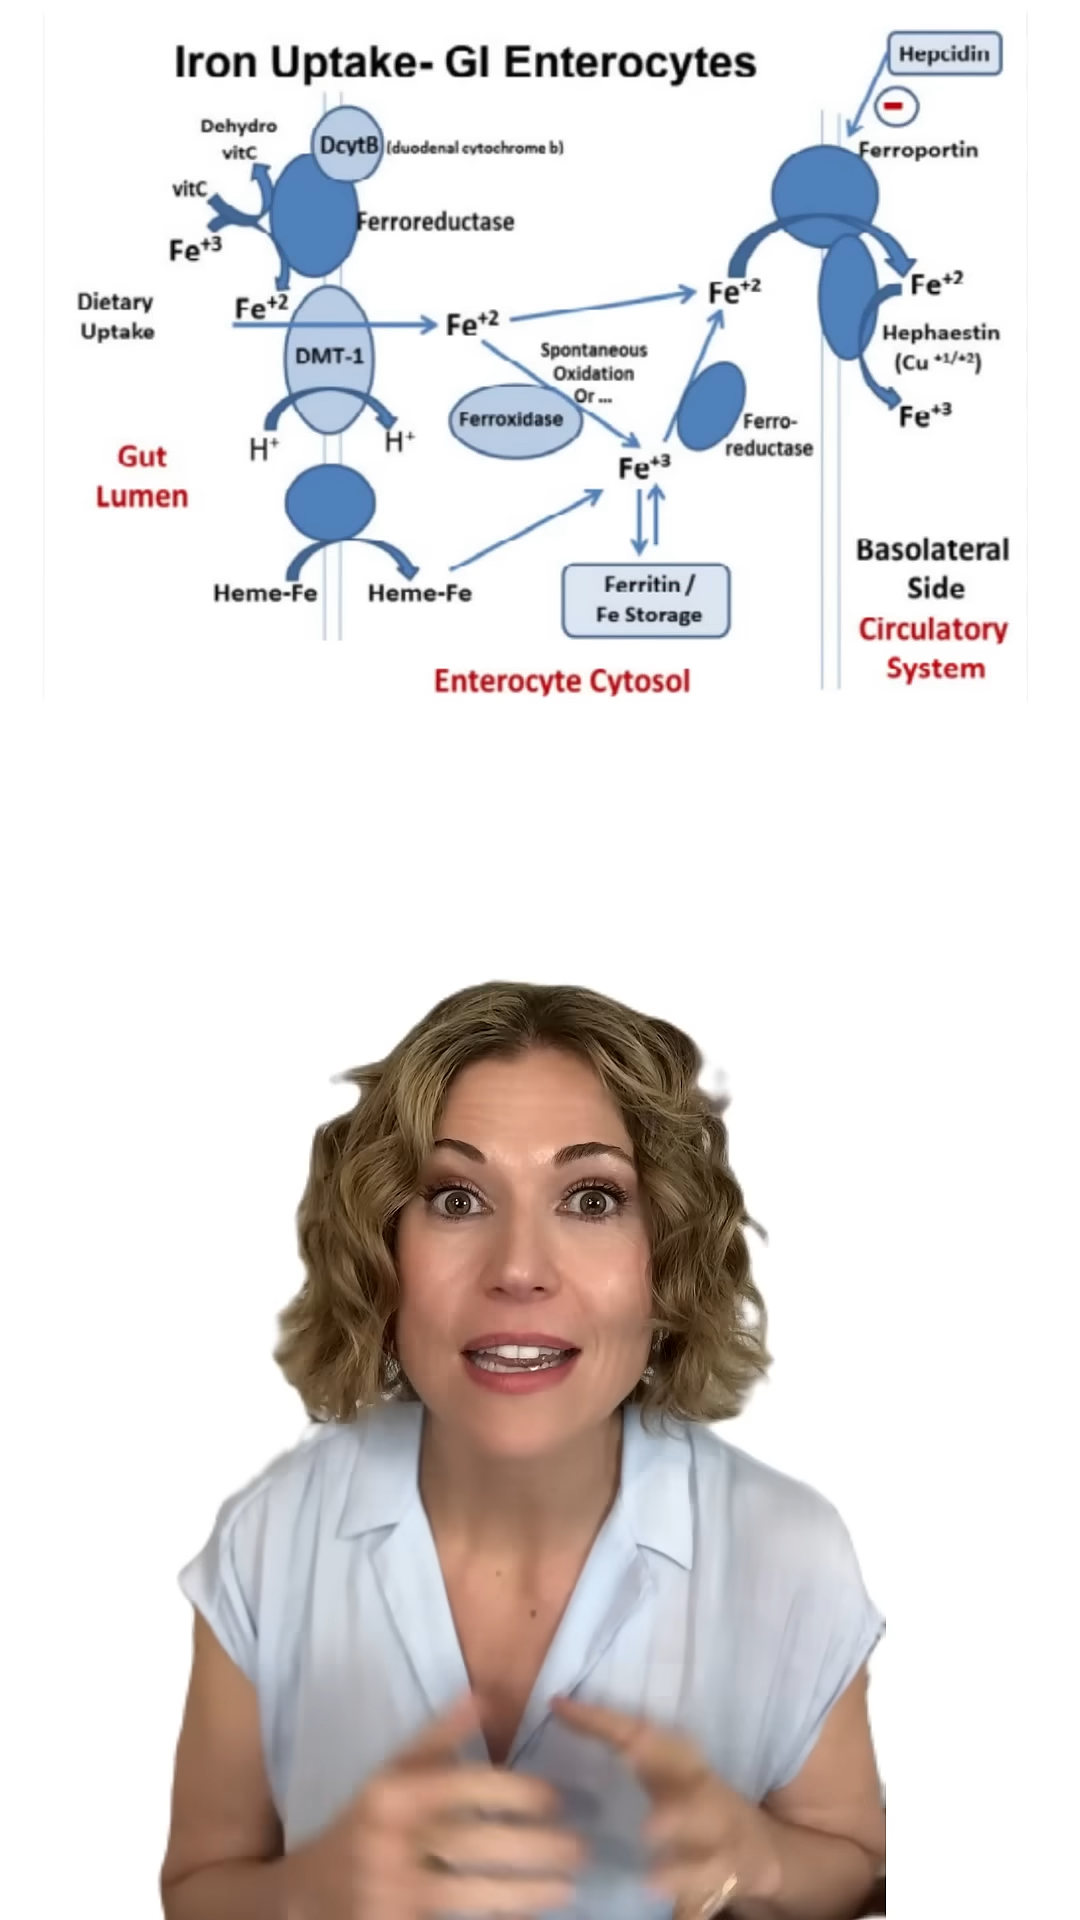 Iron Uptake- GI Enterocytes
Hepcidin
Dehydro
vitC
DcytB (duodenal cytochrome b)
Ferroportin
vitC
Ferroreductase
Fe+3
Fe+2
Fe+2
Dietary
Uptake
Fe+2
Fe+2
DMT-1
Spontaneous
Oxidation
Or ...
Hephaestin
(Cu +1/+2)
Ferroxidase
Ferro-
reductase
Fe+3
H+
H+
Fe+3
Gut
Lumen
Heme-Fe
Heme-Fe
Ferritin /
Fe Storage
Basolateral
Side
Circulatory
System
Enterocyte Cytosol